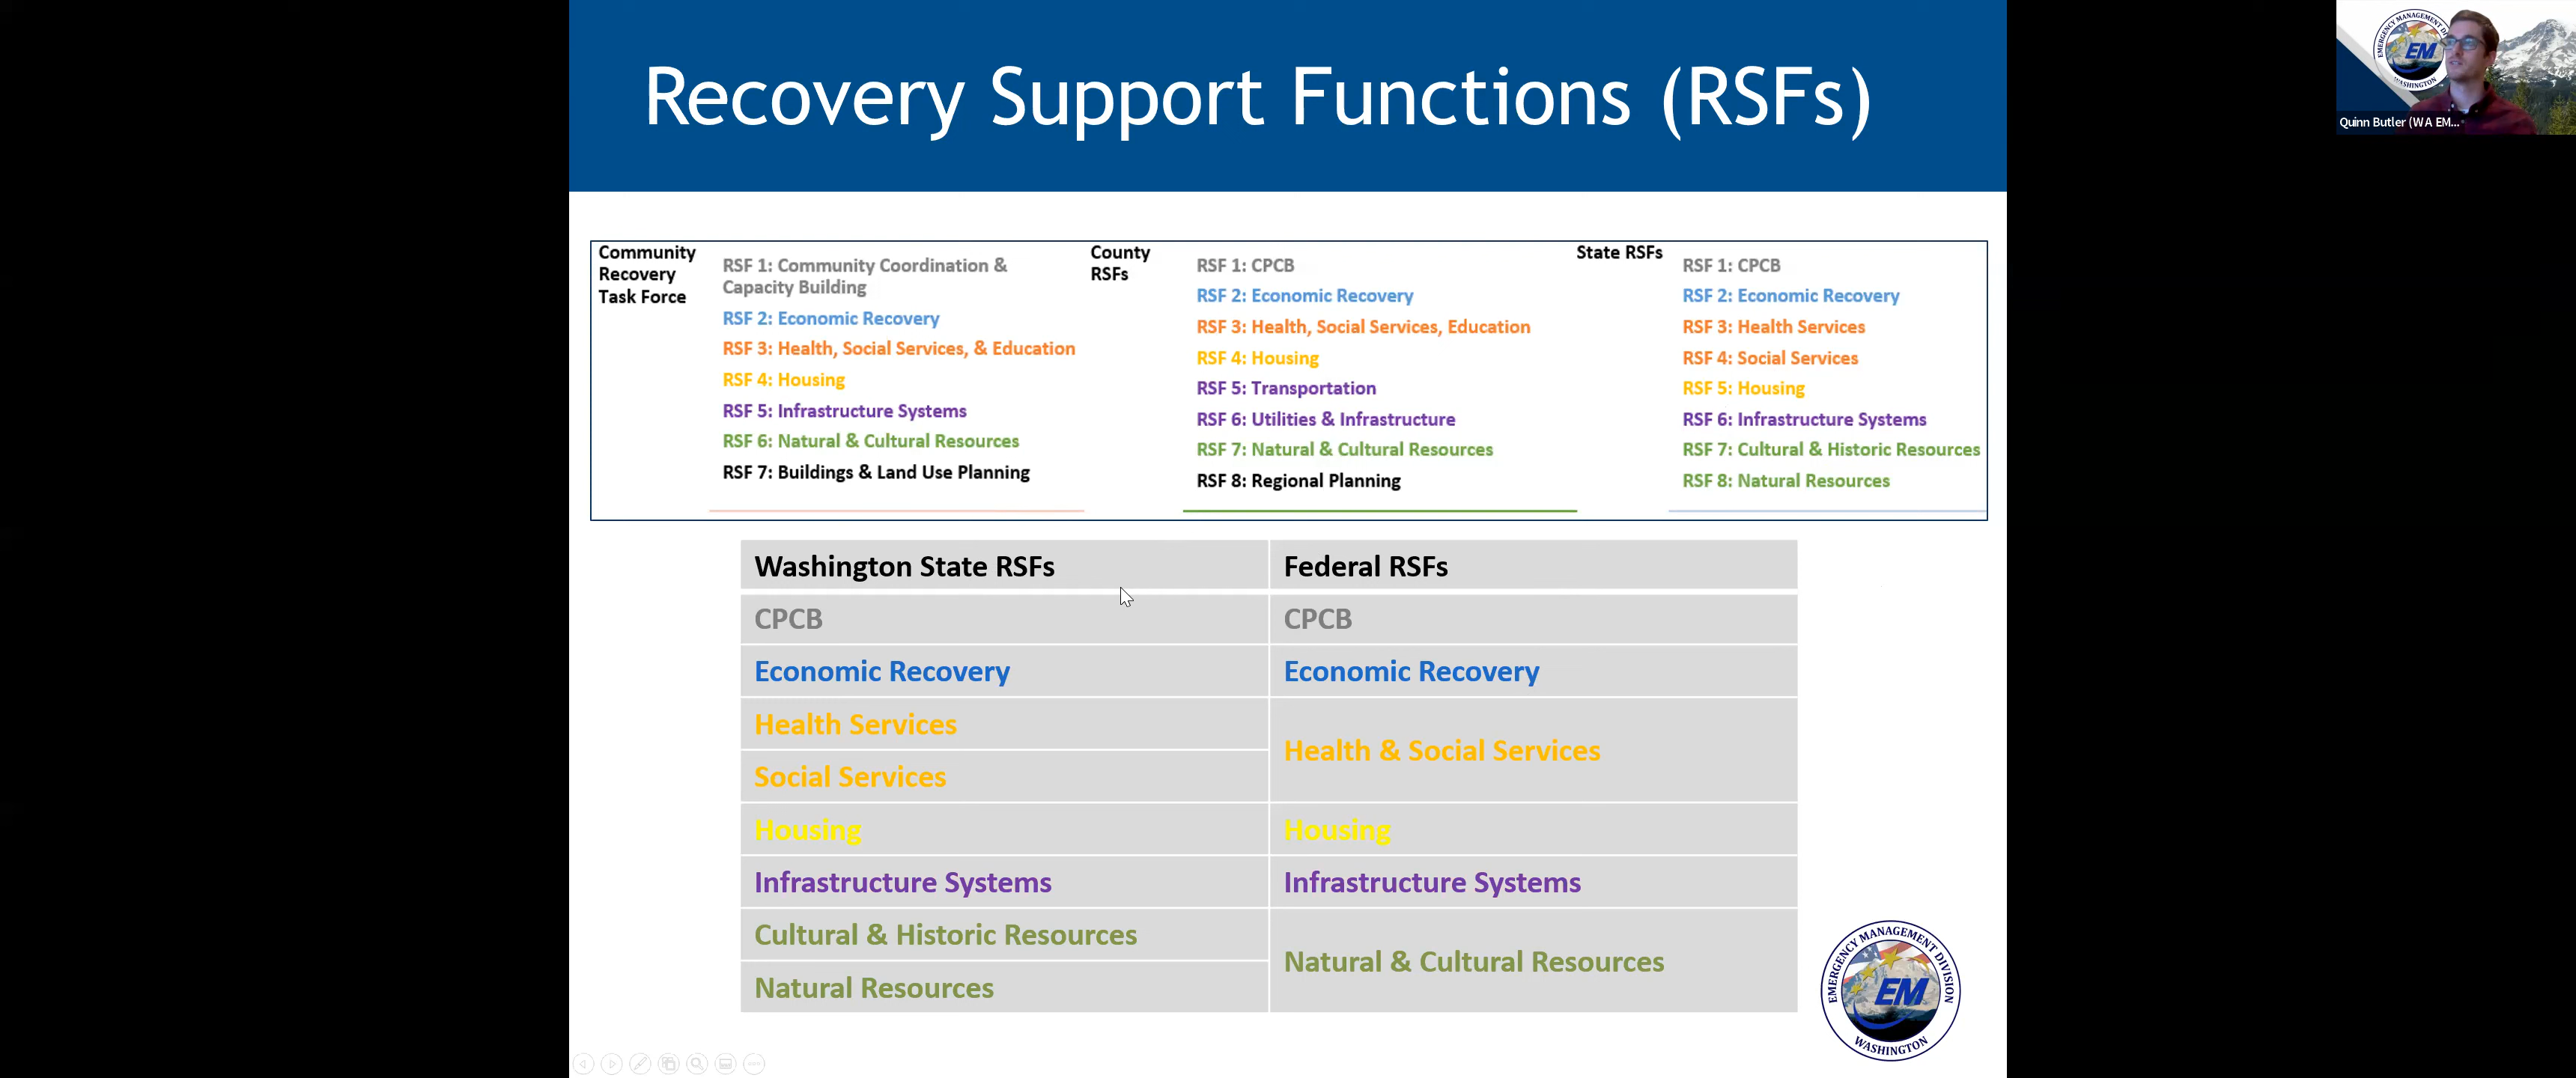 Recovery Support Functions (RSFs)
Quinn Butler (WA EM...
Community
Recovery
Task Force
RSF 1: Community Coordination &
Capacity Building
RSF 2: Economic Recovery
RSF 3: Health, Social Services, & Education
RSF 4: Housing
RSF 5: Infrastructure Systems
RSF 6: Natural & Cultural Resources
RSF 7: Buildings & Land Use Planning
County
RSFs
RSF 1: CPCB
RSF 2: Economic Recovery
RSF 3: Health, Social Services, Education
RSF 4: Housing
RSF 5: Transportation
RSF 6: Utilities & Infrastructure
RSF 7: Natural & Cultural Resources
RSF 8: Regional Planning
State RSFs
RSF 1: CPCB
RSF 2: Economic Recovery
RSF 3: Health Services
RSF 4: Social Services
RSF 5: Housing
RSF 6: Infrastructure Systems
RSF 7: Cultural & Historic Resources
RSF 8: Natural Resources
Washington State RSFs
Federal RSFs
CPCB
CPCB
Economic Recovery
Economic Recovery
Health Services
Health & Social Services
Social Services
Housing
Housing
Infrastructure Systems
Infrastructure Systems
Cultural & Historic Resources
Natural & Cultural Resources
Natural Resources
EMERGENCY MANAGEMENT DIVISION
EM
WASHINGTON